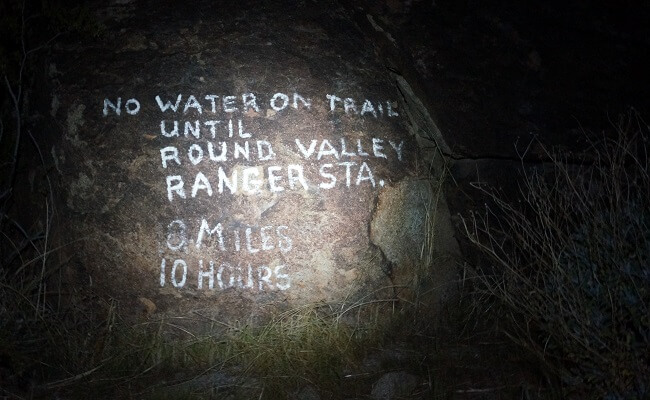 NO WATER ON TRAIL
UNTIL
ROUND VALLEY
RANGER STA.
8 MILES
10 HOURS